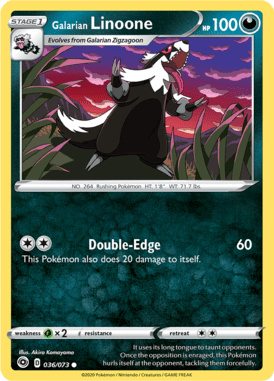 STAGE 1
Galarian Linoone
HP 100
Evolves from Galarian Zigzagoon
NO. 264 Rushing Pokémon HT: 1'8" WT: 71.7 lbs.
Double-Edge 60
This Pokémon also does 20 damage to itself.
weakness ×2 resistance retreat
Illus. Akira Komayama
D 036/073
It uses its long tongue to taunt opponents.
Once the opposition is enraged, this Pokémon
hurls itself at the opponent, tackling them forcefully.
©2020 Pokémon / Nintendo / Creatures / GAME FREAK